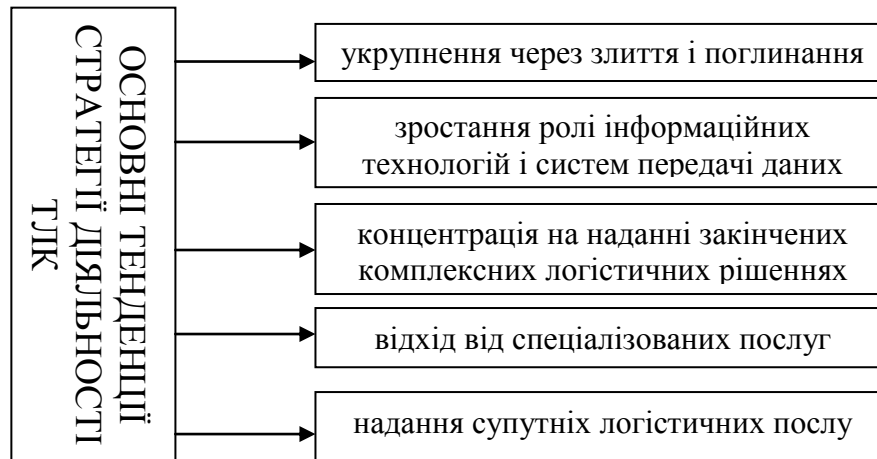 ОСНОВНІ ТЕНДЕНЦІЇ
СТРАТЕГІЇ ДІЯЛЬНОСТІ
ТЛК
укрупнення через злиття і поглинання
зростання ролі інформаційних
технологій і систем передачі даних
концентрація на наданні закінчених
комплексних логістичних рішеннях
відхід від спеціалізованих послуг
надання супутніх логістичних послу